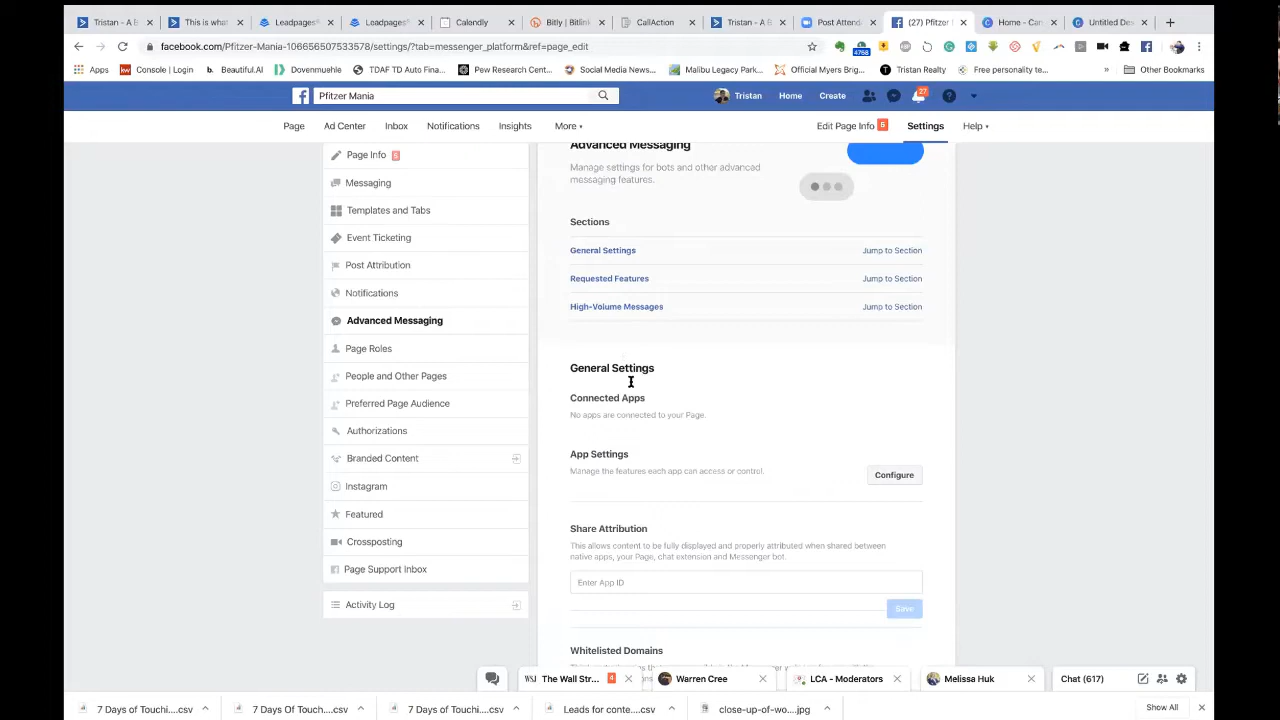 Tristan - A B
This is what
Leadpages®
Leadpages®
Calendly
Bitly | Bitlink
CallAction
Tristan - A B
Post Attend
(27) Pfitzer
Home - Can
Untitled De
facebook.com/Pfitzer-Mania-106656507533578/settings/?tab=messenger_platform&ref=page_edit
4768
Apps
Console | Login
Beautiful.AI
Dovenmuehle
TDAF TD Auto Fina...
Pew Research Cent...
Social Media News...
Malibu Legacy Park...
Official Myers Brig...
Tristan Realty
Free personality te...
»
Other Bookmarks
Pfitzer Mania
Tristan
Home
Create
27
Page
Ad Center
Inbox
Notifications
Insights
More
Edit Page Info 5
Settings
Help
Page Info 5
Messaging
Templates and Tabs
Event Ticketing
Post Attribution
Notifications
Advanced Messaging
Page Roles
People and Other Pages
Preferred Page Audience
Authorizations
Branded Content
Instagram
Featured
Crossposting
Page Support Inbox
Activity Log
Advanced Messaging
Manage settings for bots and other advanced
messaging features.
Sections
General Settings Jump to Section
Requested Features Jump to Section
High-Volume Messages Jump to Section
General Settings
Connected Apps
No apps are connected to your Page.
App Settings
Manage the features each app can access or control.
Configure
Share Attribution
This allows content to be fully displayed and properly attributed when shared between
native apps, your Page, chat extension and Messenger bot.
Enter App ID
Save
Whitelisted Domains
The Wall Str... 4
Warren Cree
LCA - Moderators
Melissa Huk
Chat (617)
7 Days of Touchi....csv
7 Days Of Touch....csv
7 Days of Touchi....csv
Leads for conte....csv
close-up-of-wo....jpg
Show All